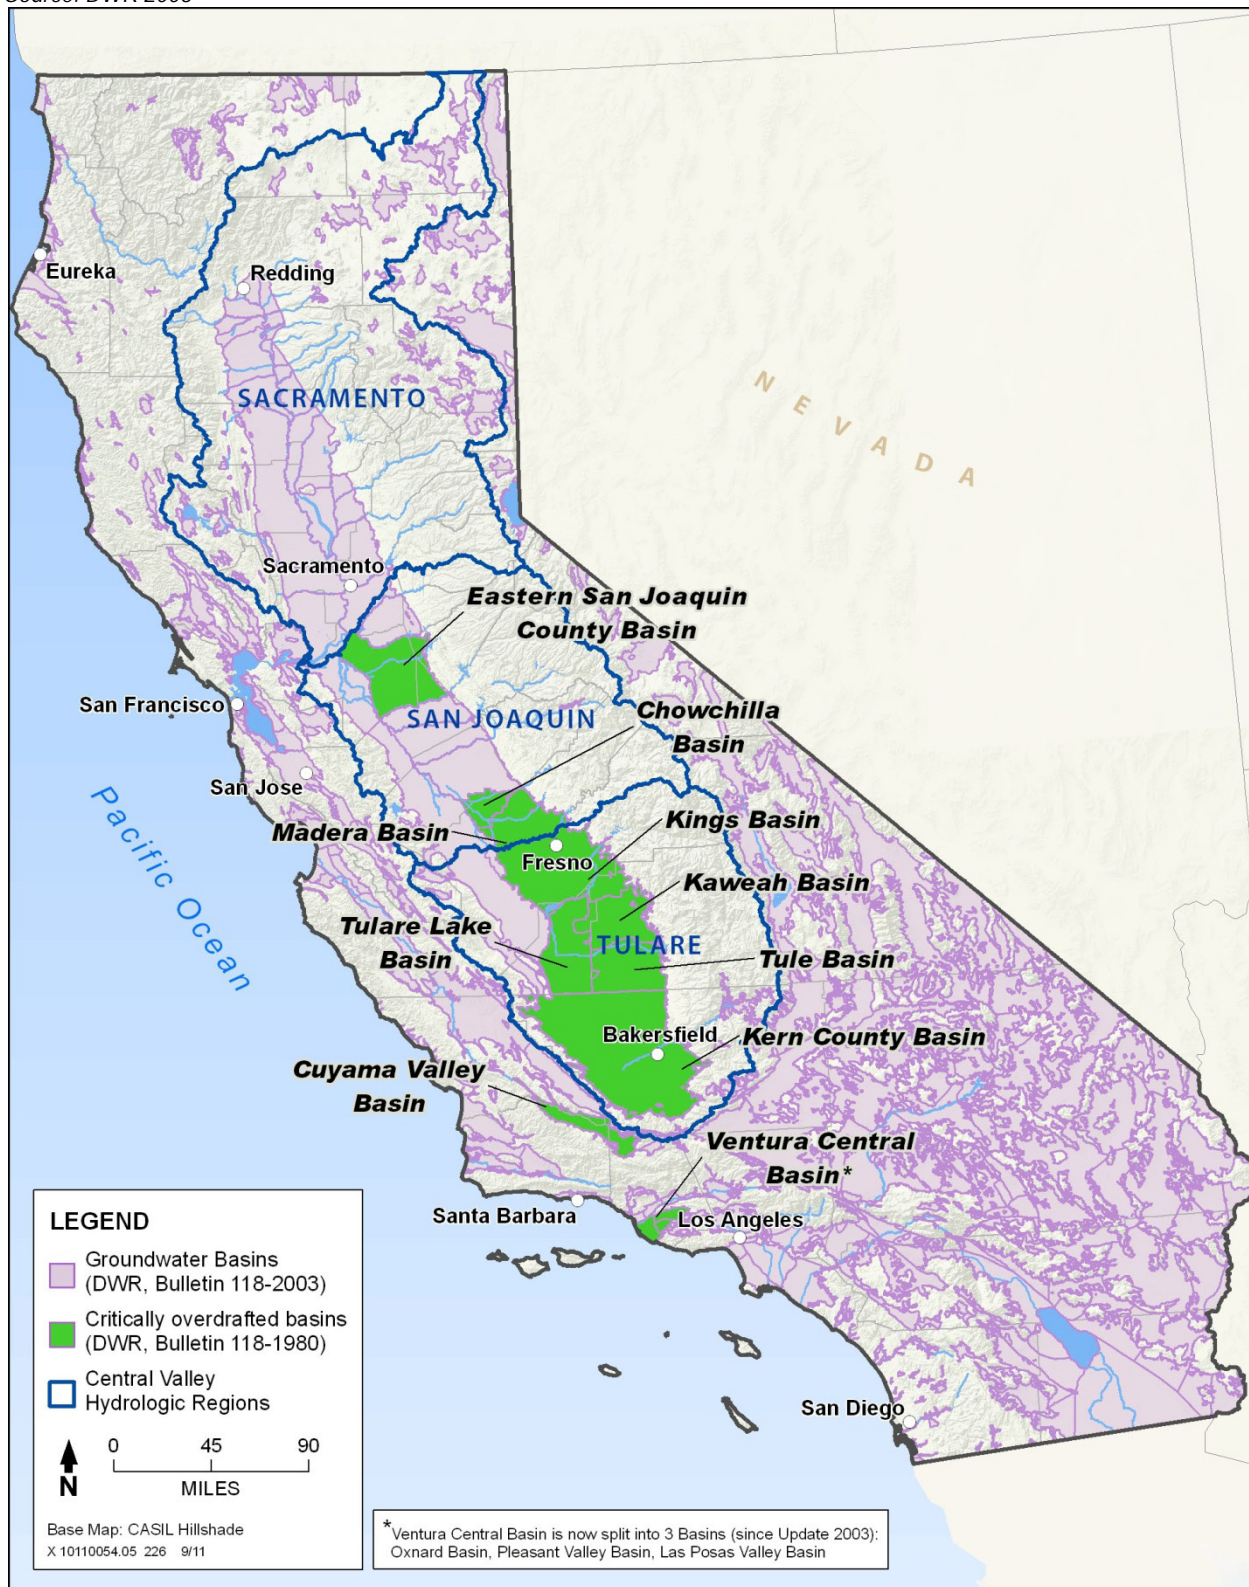 Eureka
Redding
SACRAMENTO
NEVADA
Sacramento
Eastern San Joaquin
County Basin
San Francisco
SAN JOAQUIN
Chowchilla
Basin
San Jose
Pacific Ocean
Madera Basin
Kings Basin
Fresno
Kaweah Basin
Tulare Lake
Basin
TULARE
Tule Basin
Bakersfield
Kern County Basin
Cuyama Valley
Basin
Ventura Central
Basin*
Santa Barbara
Los Angeles
San Diego
LEGEND
Groundwater Basins
(DWR, Bulletin 118-2003)
Critically overdrafted basins
(DWR, Bulletin 118-1980)
Central Valley
Hydrologic Regions
N
0 45 90
MILES
Base Map: CASIL Hillshade
X 10110054.05 226 9/11
*Ventura Central Basin is now split into 3 Basins (since Update 2003):
Oxnard Basin, Pleasant Valley Basin, Las Posas Valley Basin